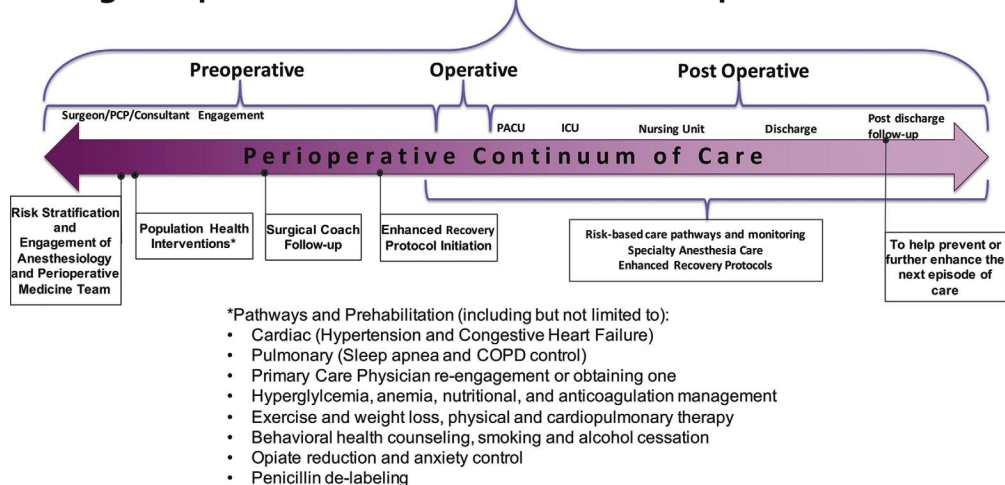 Preoperative
Operative
Post Operative
Surgeon/PCP/Consultant Engagement
PACU
ICU
Nursing Unit
Discharge
Post discharge
follow-up
Perioperative Continuum of Care
Risk Stratification
and
Engagement of
Anesthesiology
and Perioperative
Medicine Team
Population Health
Interventions*
Surgical Coach
Follow-up
Enhanced Recovery
Protocol Initiation
Risk-based care pathways and monitoring
Specialty Anesthesia Care
Enhanced Recovery Protocols
To help prevent or
further enhance the
next episode of
care
*Pathways and Prehabilitation (including but not limited to):
• Cardiac (Hypertension and Congestive Heart Failure)
• Pulmonary (Sleep apnea and COPD control)
• Primary Care Physician re-engagement or obtaining one
• Hyperglylcemia, anemia, nutritional, and anticoagulation management
• Exercise and weight loss, physical and cardiopulmonary therapy
• Behavioral health counseling, smoking and alcohol cessation
• Opiate reduction and anxiety control
• Penicillin de-labeling